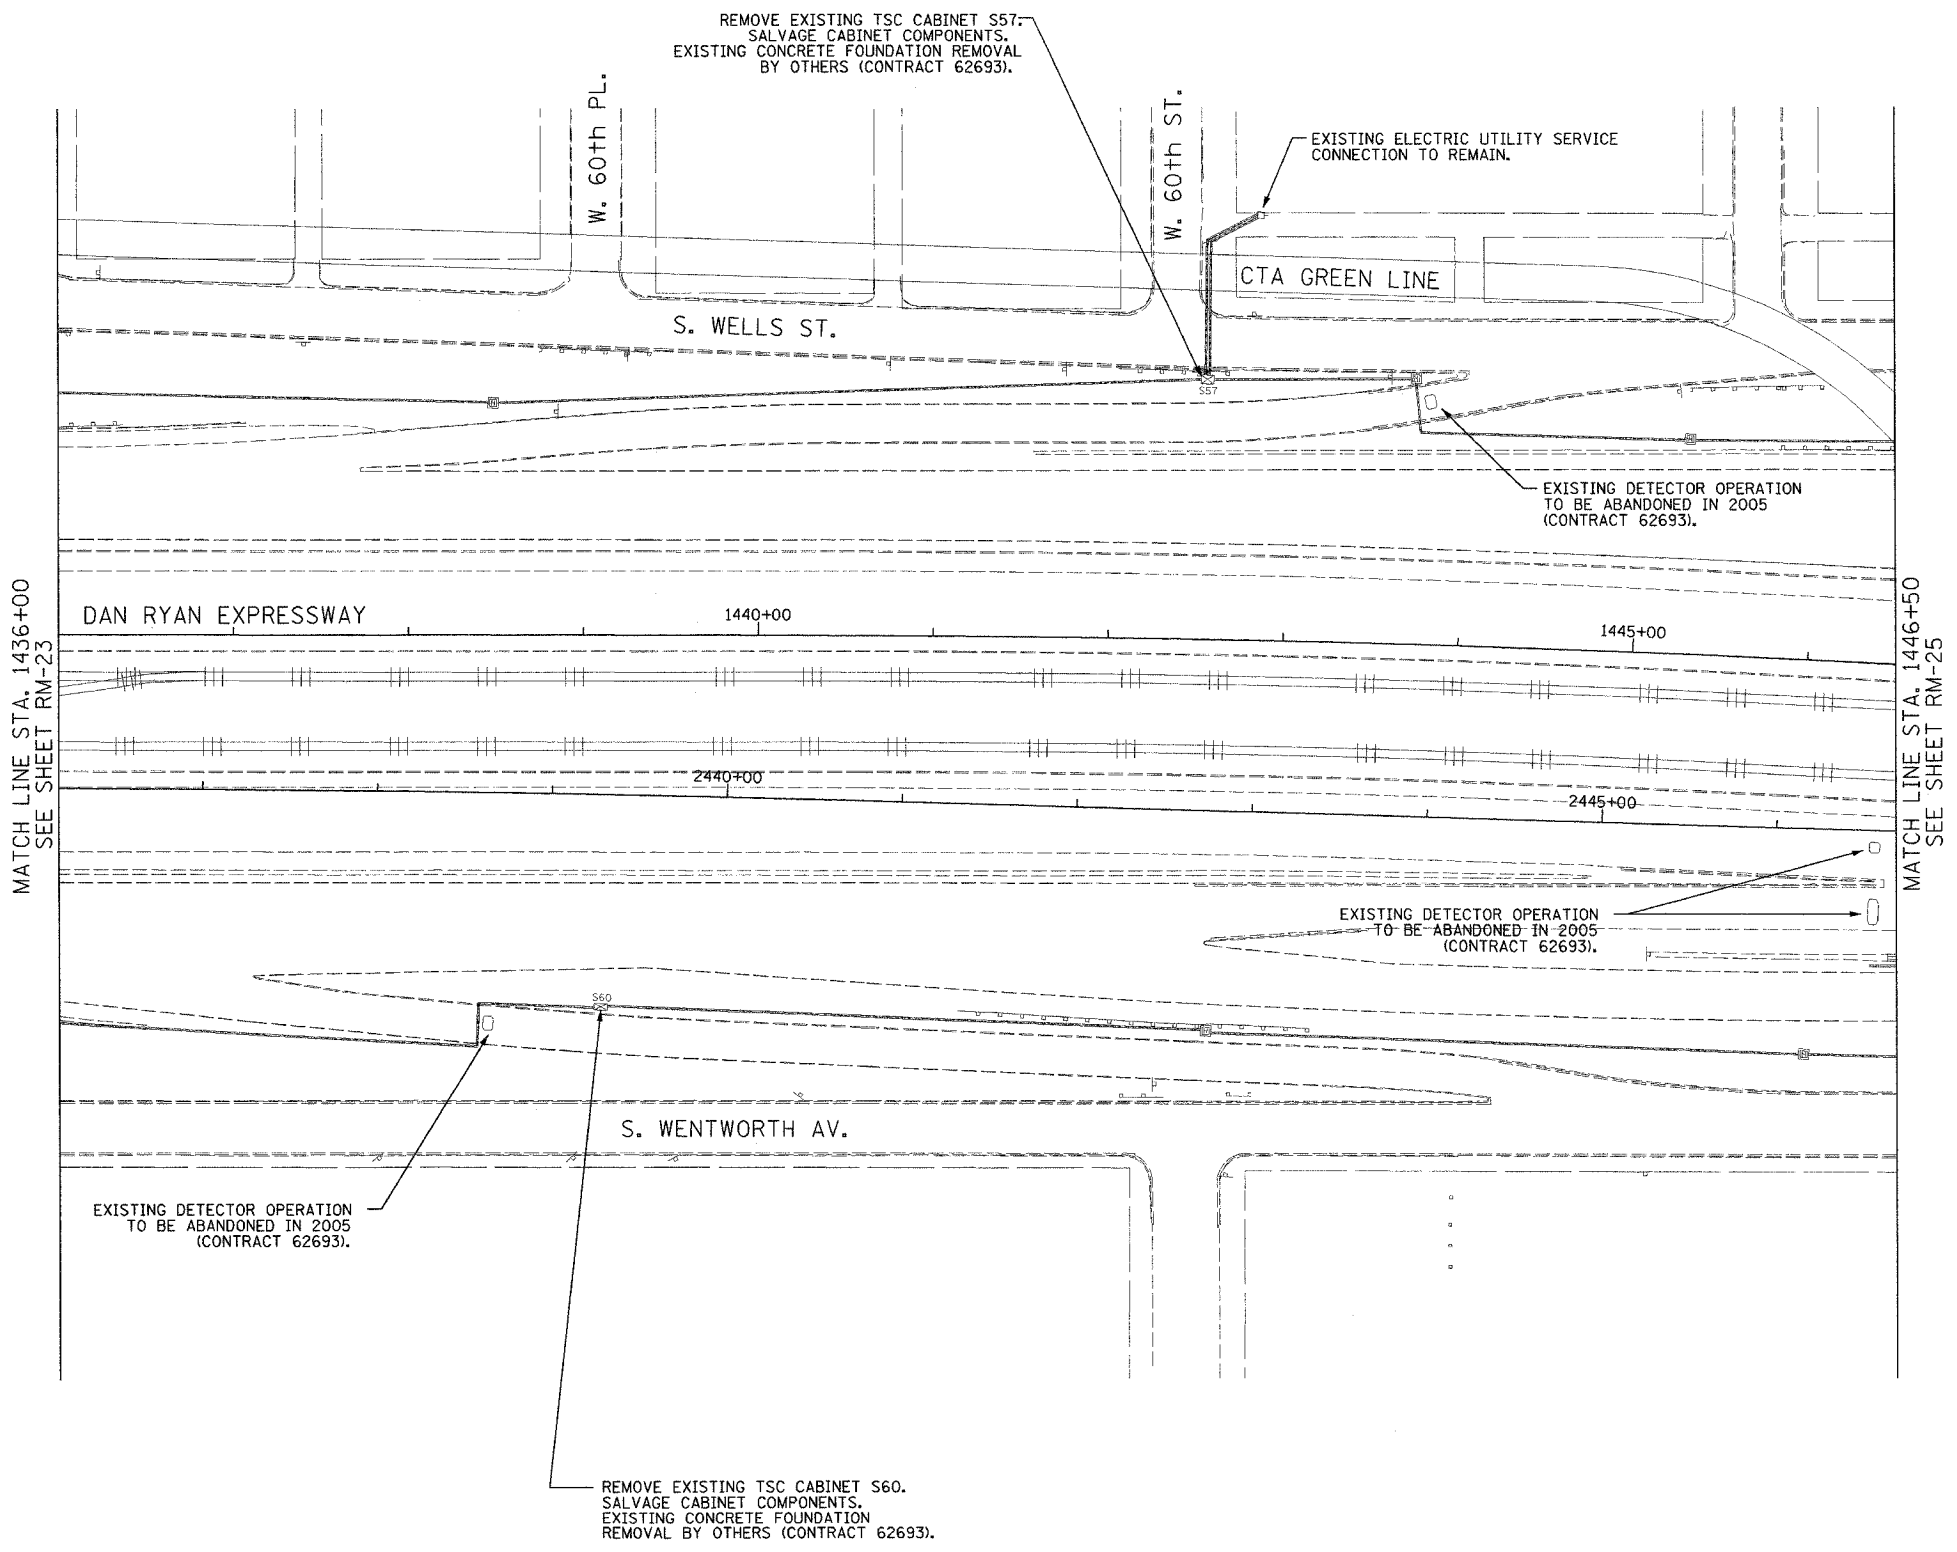 REMOVE EXISTING TSC CABINET S57.
SALVAGE CABINET COMPONENTS.
EXISTING CONCRETE FOUNDATION REMOVAL
BY OTHERS (CONTRACT 62693).
W. 60th PL.
W. 60th ST.
EXISTING ELECTRIC UTILITY SERVICE
CONNECTION TO REMAIN.
CTA GREEN LINE
S. WELLS ST.
S57
EXISTING DETECTOR OPERATION
TO BE ABANDONED IN 2005
(CONTRACT 62693).
MATCH LINE STA. 1436+00
SEE SHEET RM-23
DAN RYAN EXPRESSWAY
1440+00
1445+00
MATCH LINE STA. 1446+50
SEE SHEET RM-25
2440+00
2445+00
EXISTING DETECTOR OPERATION
TO BE ABANDONED IN 2005
(CONTRACT 62693).
S60
S. WENTWORTH AV.
EXISTING DETECTOR OPERATION
TO BE ABANDONED IN 2005
(CONTRACT 62693).
REMOVE EXISTING TSC CABINET S60.
SALVAGE CABINET COMPONENTS.
EXISTING CONCRETE FOUNDATION
REMOVAL BY OTHERS (CONTRACT 62693).